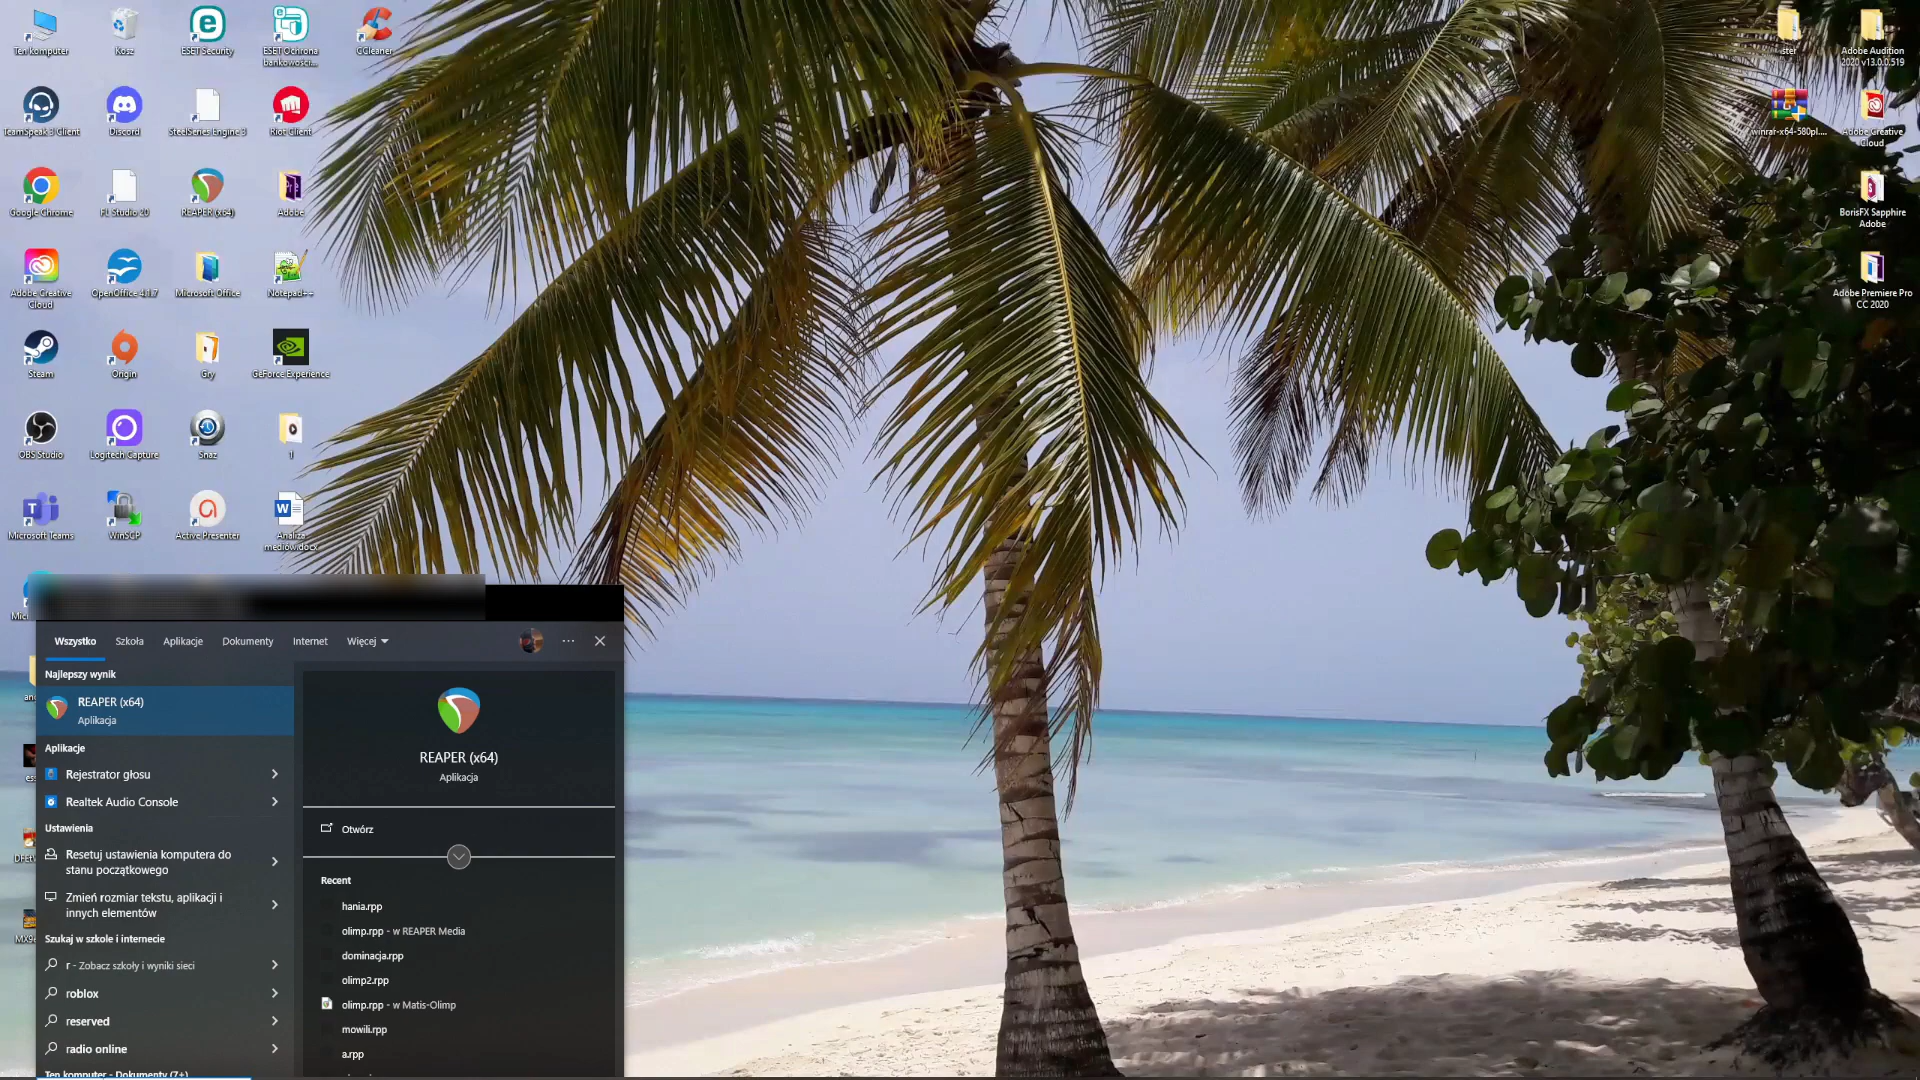 Ten komputer
Kosz
ESET Security
ESET Ochrona bankowości...
CCleaner
TeamSpeak 3 Client
Discord
SteelSeries Engine 3
Riot Client
Google Chrome
FL Studio 20
REAPER (x64)
Adobe
Adobe Creative Cloud
OpenOffice 4.1.7
Microsoft Office
Notepad++
Steam
Origin
Gry
GeForce Experience
OBS Studio
Logitech Capture
Snaz
1
Microsoft Teams
WinSCP
Active Presenter
Analiza mediów.docx
ster
Adobe Audition 2020 v13.0.0.519
winrar-x64-580pl....
Adobe Creative Cloud
BorisFX Sapphire Adobe
Adobe Premiere Pro CC 2020
Wszystko
Szkoła
Aplikacje
Dokumenty
Internet
Więcej
Najlepszy wynik
REAPER (x64)
Aplikacja
Aplikacje
Rejestrator głosu
Realtek Audio Console
Ustawienia
Resetuj ustawienia komputera do
stanu początkowego
Zmień rozmiar tekstu, aplikacji i
innych elementów
Szukaj w szkole i internecie
r - Zobacz szkoły i wyniki sieci
roblox
reserved
radio online
Ten komputer - Dokumenty (7+)
REAPER (x64)
Aplikacja
Otwórz
Recent
hania.rpp
olimp.rpp - w REAPER Media
dominacja.rpp
olimp2.rpp
olimp.rpp - w Matis-Olimp
mowili.rpp
a.rpp